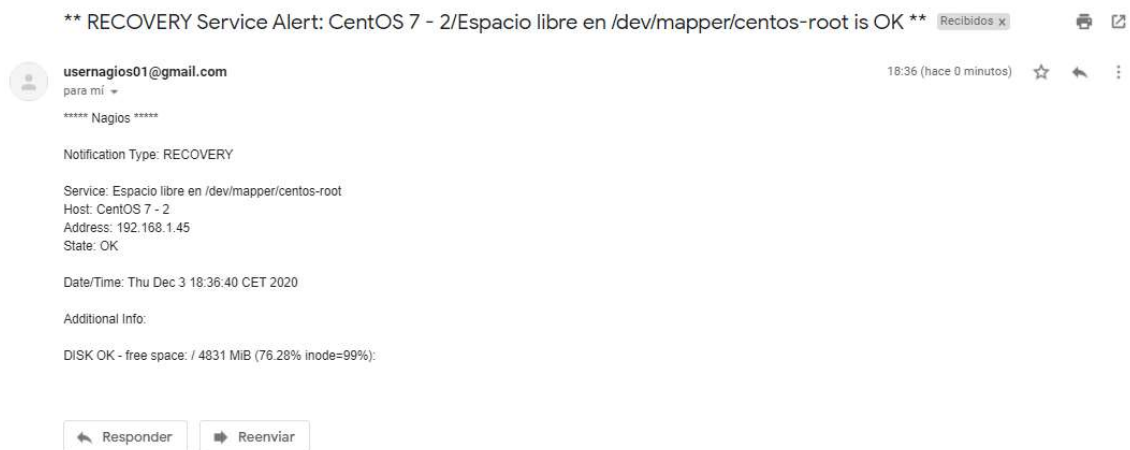 ** RECOVERY Service Alert: CentOS 7 - 2/Espacio libre en /dev/mapper/centos-root is OK ** Recibidos x
usernagios01@gmail.com 18:36 (hace 0 minutos)
para mí
***** Nagios *****
Notification Type: RECOVERY
Service: Espacio libre en /dev/mapper/centos-root
Host: CentOS 7 - 2
Address: 192.168.1.45
State: OK
Date/Time: Thu Dec 3 18:36:40 CET 2020
Additional Info:
DISK OK - free space: / 4831 MiB (76.28% inode=99%):
Responder Reenviar